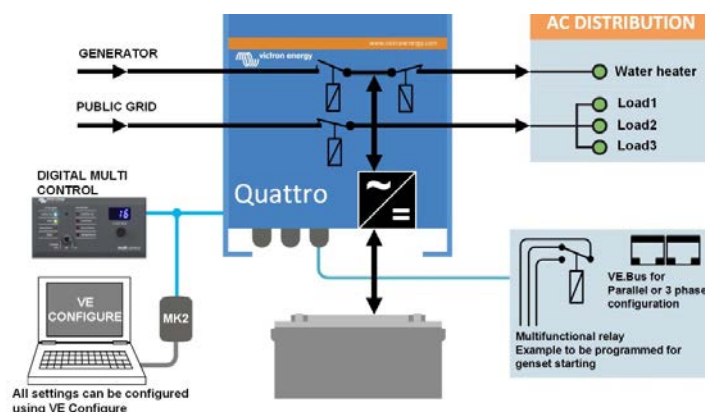 AC DISTRIBUTION
victron energy
www.victronenergy.com
GENERATOR
Water heater
PUBLIC GRID
Load1
Load2
Load3
DIGITAL MULTI
CONTROL
16
Quattro
~
=
VE.Bus for
Parallel or 3 phase
configuration
VE
CONFIGURE
MK2
Multifunctional relay
Example to be programmed for
genset starting
All settings can be configured
using VE Configure